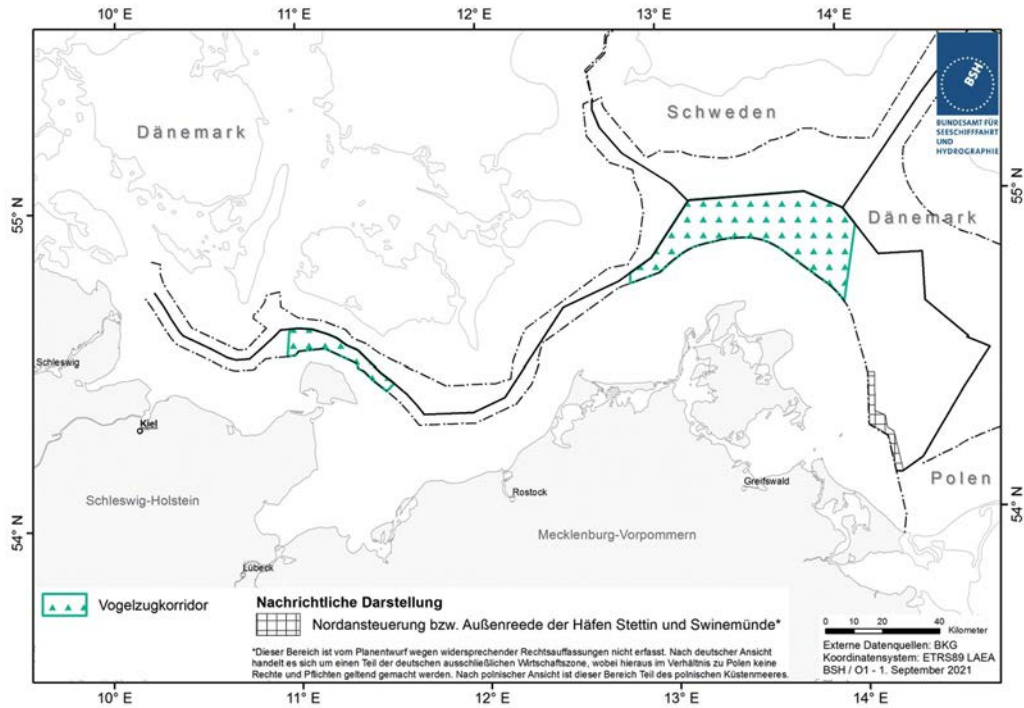 10° E 11° E 12° E 13° E 14° E
BSH
BUNDESAMT FÜR
SEESCHIFFFAHRT
UND
HYDROGRAPHIE
Schweden
Dänemark
55° N
55° N
Dänemark
Schleswig
Kiel
Polen
Greifswald
Schleswig-Holstein
Rostock
54° N
54° N
Mecklenburg-Vorpommern
Lübeck
Vogelzugkorridor
Nachrichtliche Darstellung
Nordansteuerung bzw. Außenreede der Häfen Stettin und Swinemünde*
*Dieser Bereich ist vom Planentwurf wegen widersprechender Rechtsauffassungen nicht erfasst. Nach deutscher Ansicht
handelt es sich um einen Teil der deutschen ausschließlichen Wirtschaftszone, wobei hieraus im Verhältnis zu Polen keine
Rechte und Pflichten geltend gemacht werden. Nach polnischer Ansicht ist dieser Bereich Teil des polnischen Küstenmeeres.
0 10 20 40
Kilometer
Externe Datenquellen: BKG
Koordinatensystem: ETRS89 LAEA
BSH / O1 - 1. September 2021
10° E 11° E 12° E 13° E 14° E